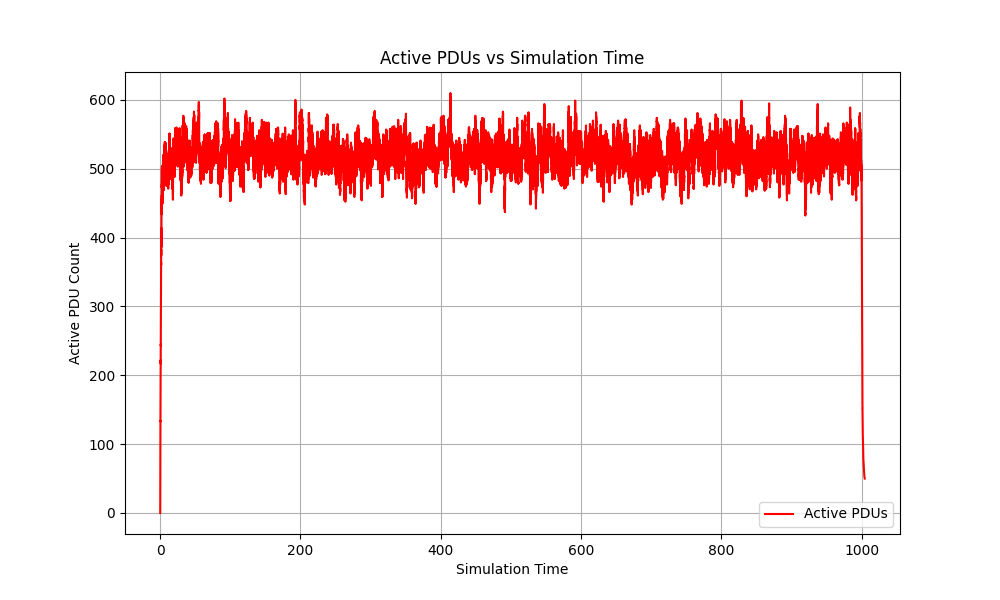 Active PDUs vs Simulation Time
Active PDU Count
600
500
400
300
200
100
0
Active PDUs
0 200 400 600 800 1000
Simulation Time